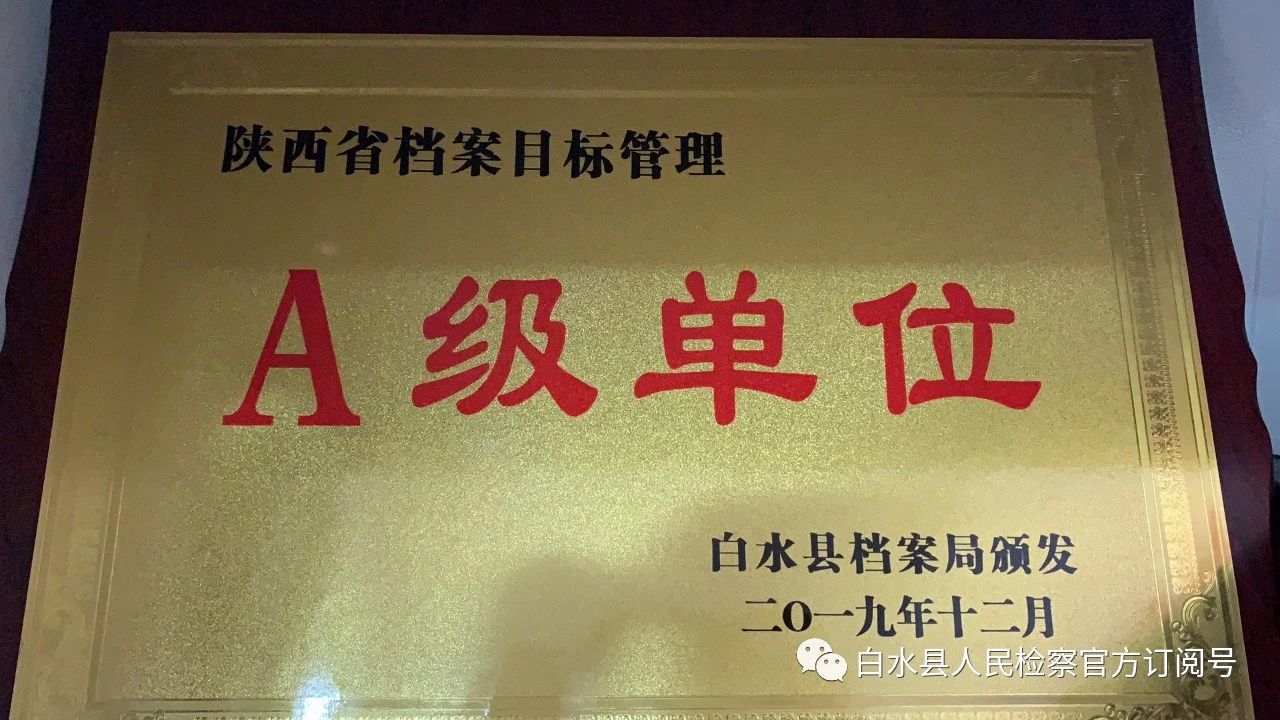 陕西省档案目标管理
A级单位
白水县档案局颁发
二O一九年十二月
白水县人民检察官方订阅号